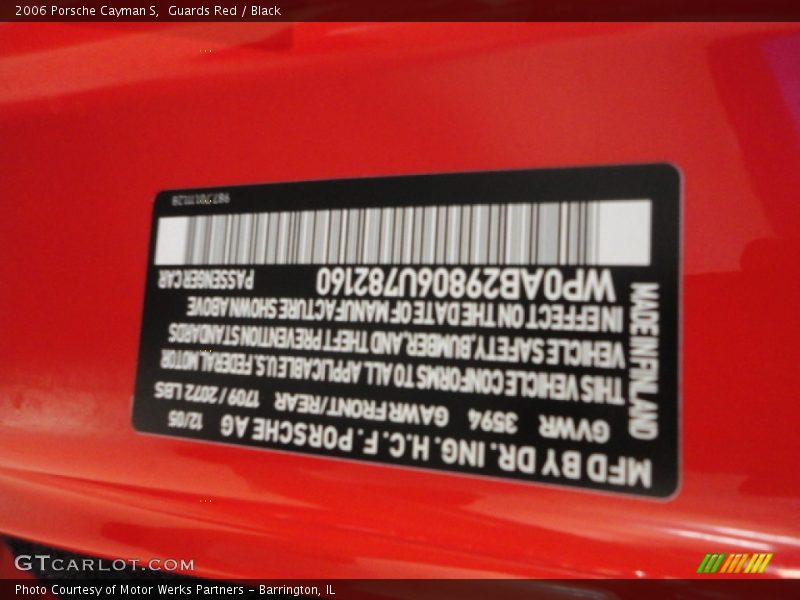 2006 Porsche Cayman S,  Guards Red / Black
MFD BY DR. ING. H.C. F. PORSCHE AG 12/05
GVWR 3594 GAWR FRONT/REAR 1709 / 2072 LBS
THIS VEHICLE CONFORMS TO ALL APPLICABLE U.S. FEDERAL MOTOR
VEHICLE SAFETY, BUMBER, AND THEFT PREVENTION STANDARDS
IN EFFECT ON THE DATE OF MANUFACTURE SHOWN ABOVE
WP0AB29806U782160 PASSENGER CAR
MADE IN FINLAND
GTCARLOT.COM
Photo Courtesy of Motor Werks Partners - Barrington, IL